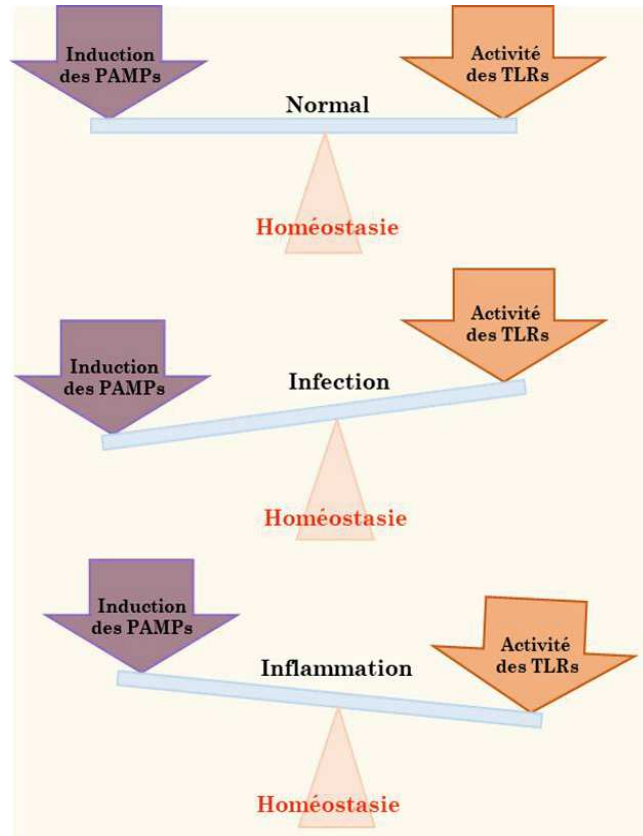 Induction
des PAMPs
Activité
des TLRs
Normal
Homéostasie
Activité
des TLRs
Induction
des PAMPs
Infection
Homéostasie
Induction
des PAMPs
Activité
des TLRs
Inflammation
Homéostasie